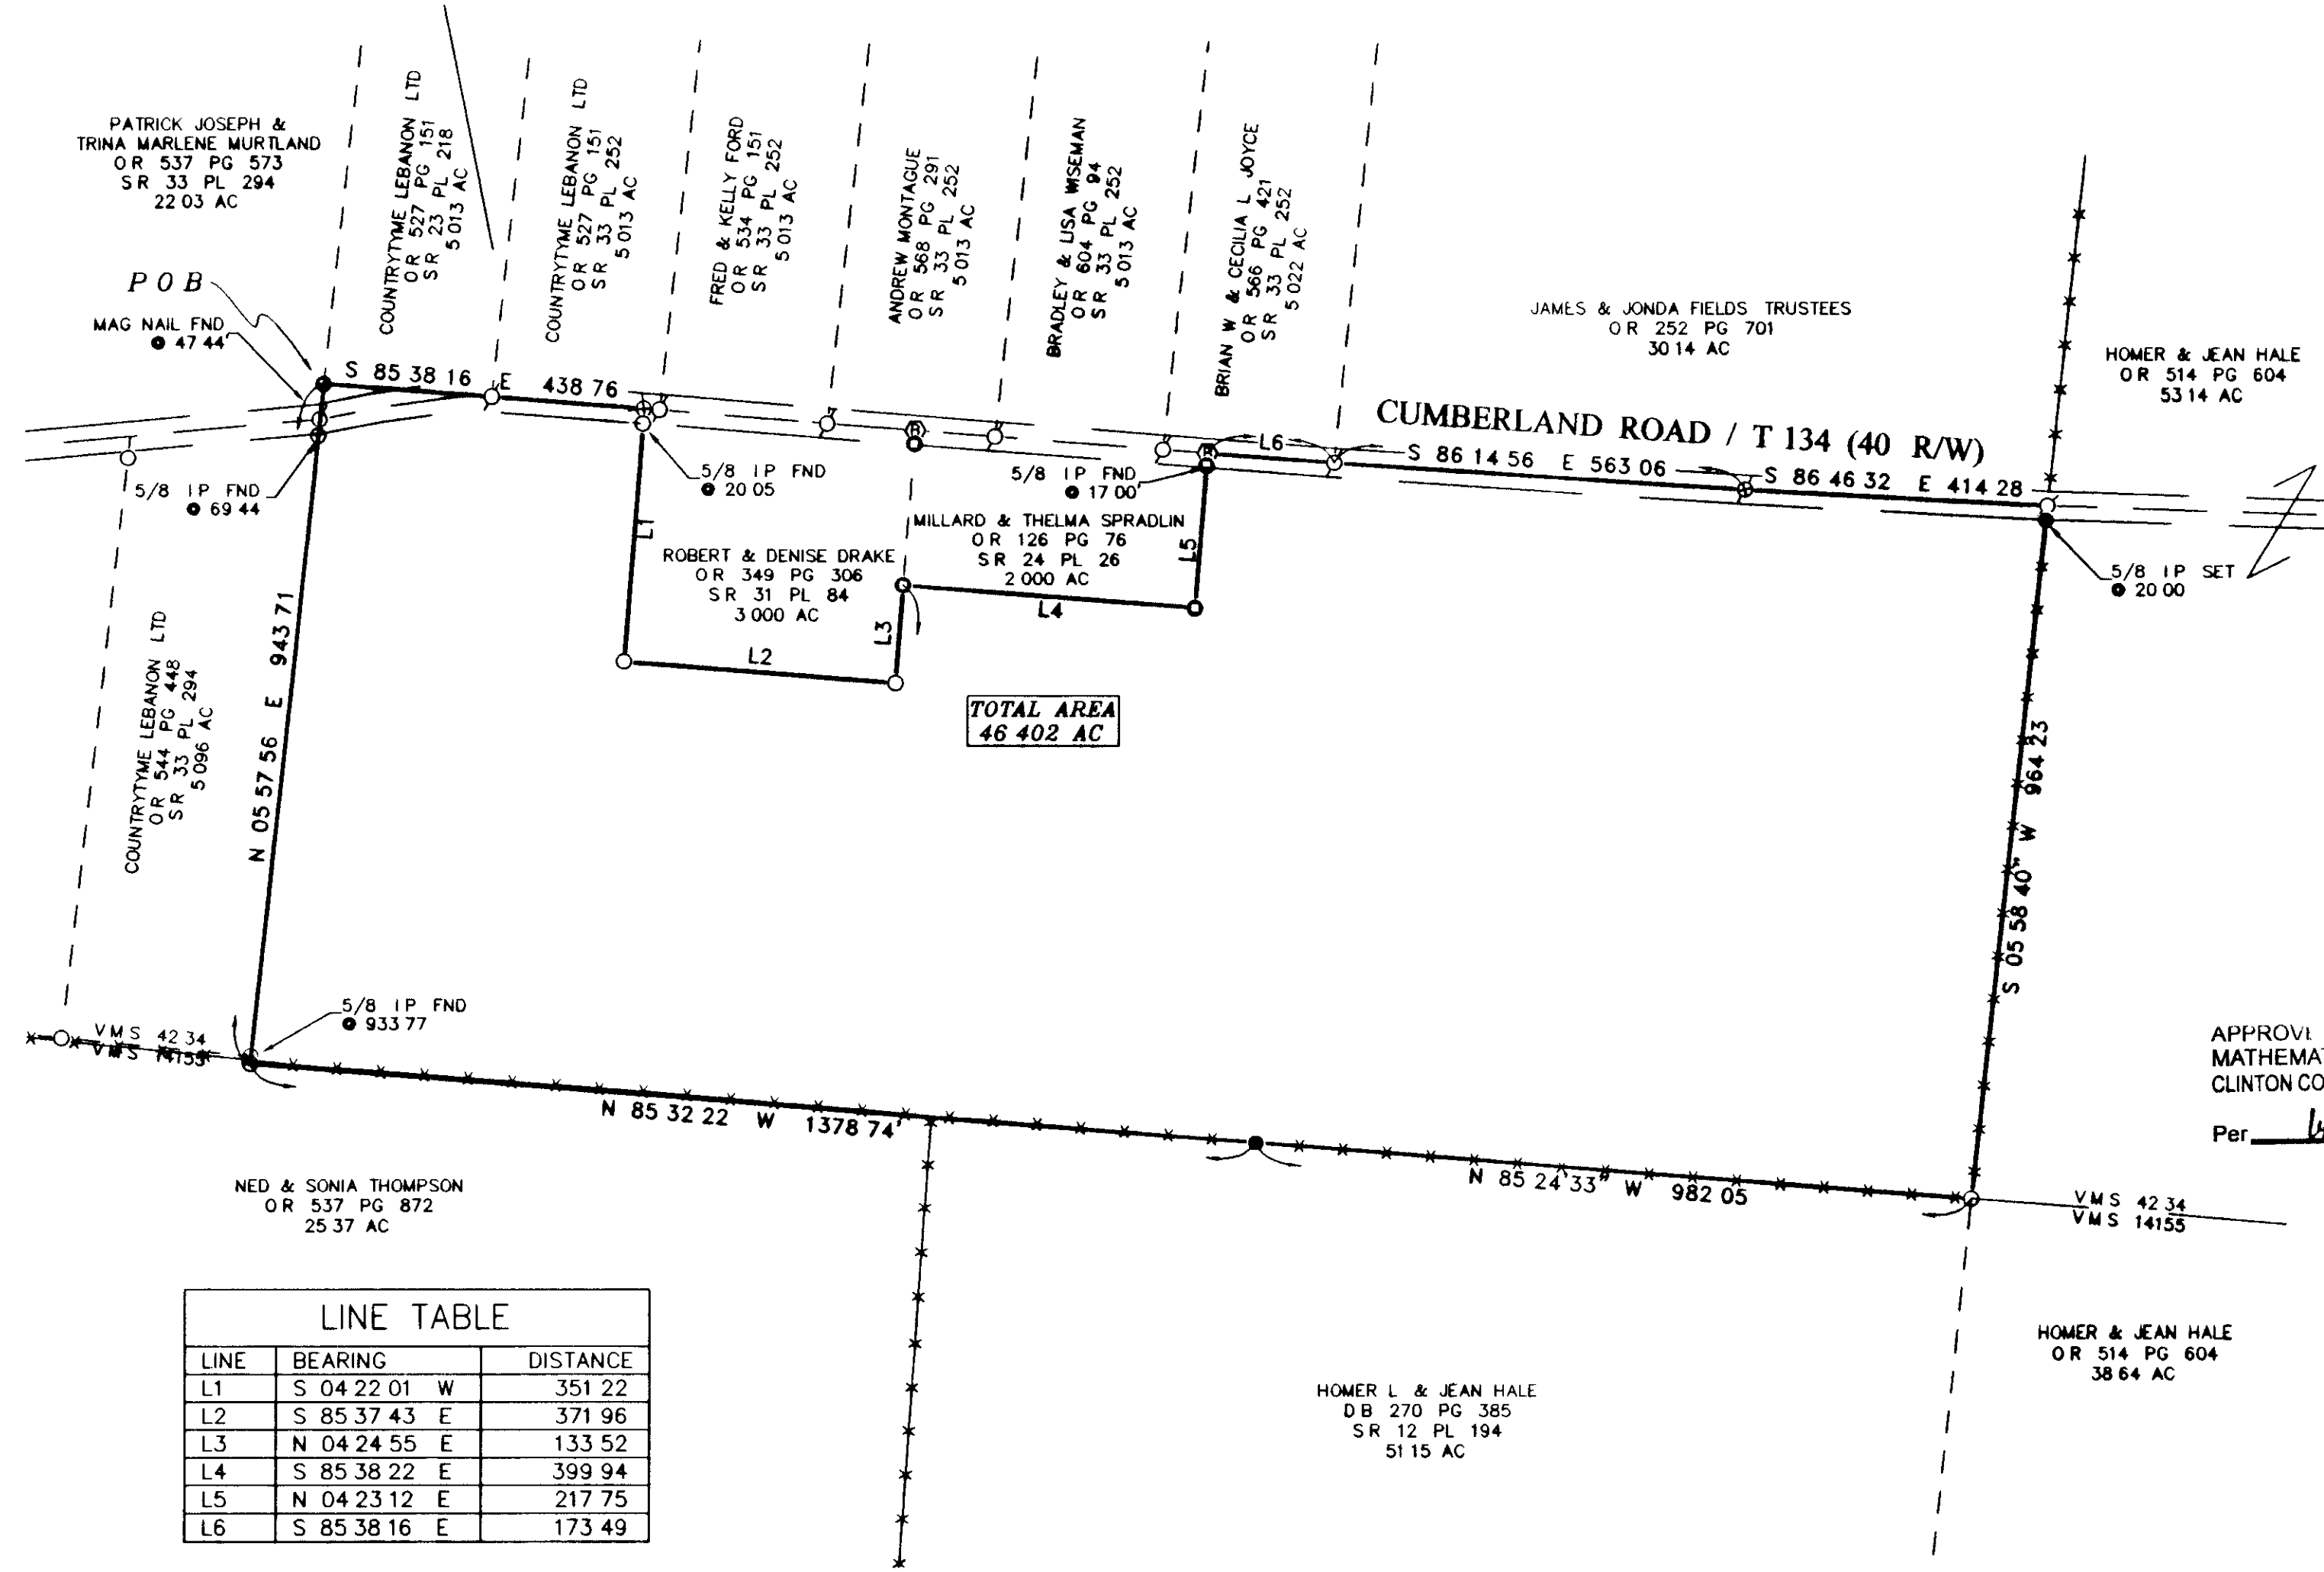 PATRICK JOSEPH &
TRINA MARLENE MURTLAND
O R 537 PG 573
S R 33 PL 294
22 03 AC
P O B
MAG NAIL FND
@ 47 44'
COUNTRYTYME LEBANON LTD
O R 527 PG 151
S R 23 PL 218
5 013 AC
COUNTRYTYME LEBANON LTD
O R 527 PG 151
S R 33 PL 252
5 013 AC
FRED & KELLY FORD
O R 534 PG 151
S R 33 PL 252
5 013 AC
ANDREW MONTAGUE
O R 568 PG 291
S R 33 PL 252
5 013 AC
BRADLEY & LISA WISEMAN
O R 604 PG 94
S R 33 PL 252
5 013 AC
BRIAN W & CECILIA L JOYCE
O R 566 PG 421
S R 33 PL 252
5 022 AC
JAMES & JONDA FIELDS TRUSTEES
O R 252 PG 701
30 14 AC
HOMER & JEAN HALE
O R 514 PG 604
53 14 AC
S 85 38 16 E 438 76
CUMBERLAND ROAD / T 134 (40 R/W)
L6
S 86 14 56 E 563 06
S 86 46 32 E 414 28
5/8 I P FND
@ 69 44
5/8 I P FND
@ 20 05
5/8 I P FND
@ 17 00'
5/8 I P SET
@ 20 00
L1
ROBERT & DENISE DRAKE
O R 349 PG 306
S R 31 PL 84
3 000 AC
MILLARD & THELMA SPRADLIN
O R 126 PG 76
S R 24 PL 26
2 000 AC
L5
L4
L3
L2
TOTAL AREA
46 402 AC
N 05 57 56 E 943 71
COUNTRYTYME LEBANON LTD
O R 544 PG 448
S R 33 PL 294
5 096 AC
S 05 58 40" W 964 23
5/8 I P FND
@ 933 77
V M S 42 34
V M S 14155
N 85 32 22 W 1378 74'
N 85 24'33" W 982 05
V M S 42 34
V M S 14155
APPROVE
MATHEMAT
CLINTON CO
Per
NED & SONIA THOMPSON
O R 537 PG 872
25 37 AC
HOMER L & JEAN HALE
D B 270 PG 385
S R 12 PL 194
51 15 AC
HOMER & JEAN HALE
O R 514 PG 604
38 64 AC
LINE TABLE
LINE BEARING DISTANCE
L1 S 04 22 01 W 351 22
L2 S 85 37 43 E 371 96
L3 N 04 24 55 E 133 52
L4 S 85 38 22 E 399 94
L5 N 04 23 12 E 217 75
L6 S 85 38 16 E 173 49